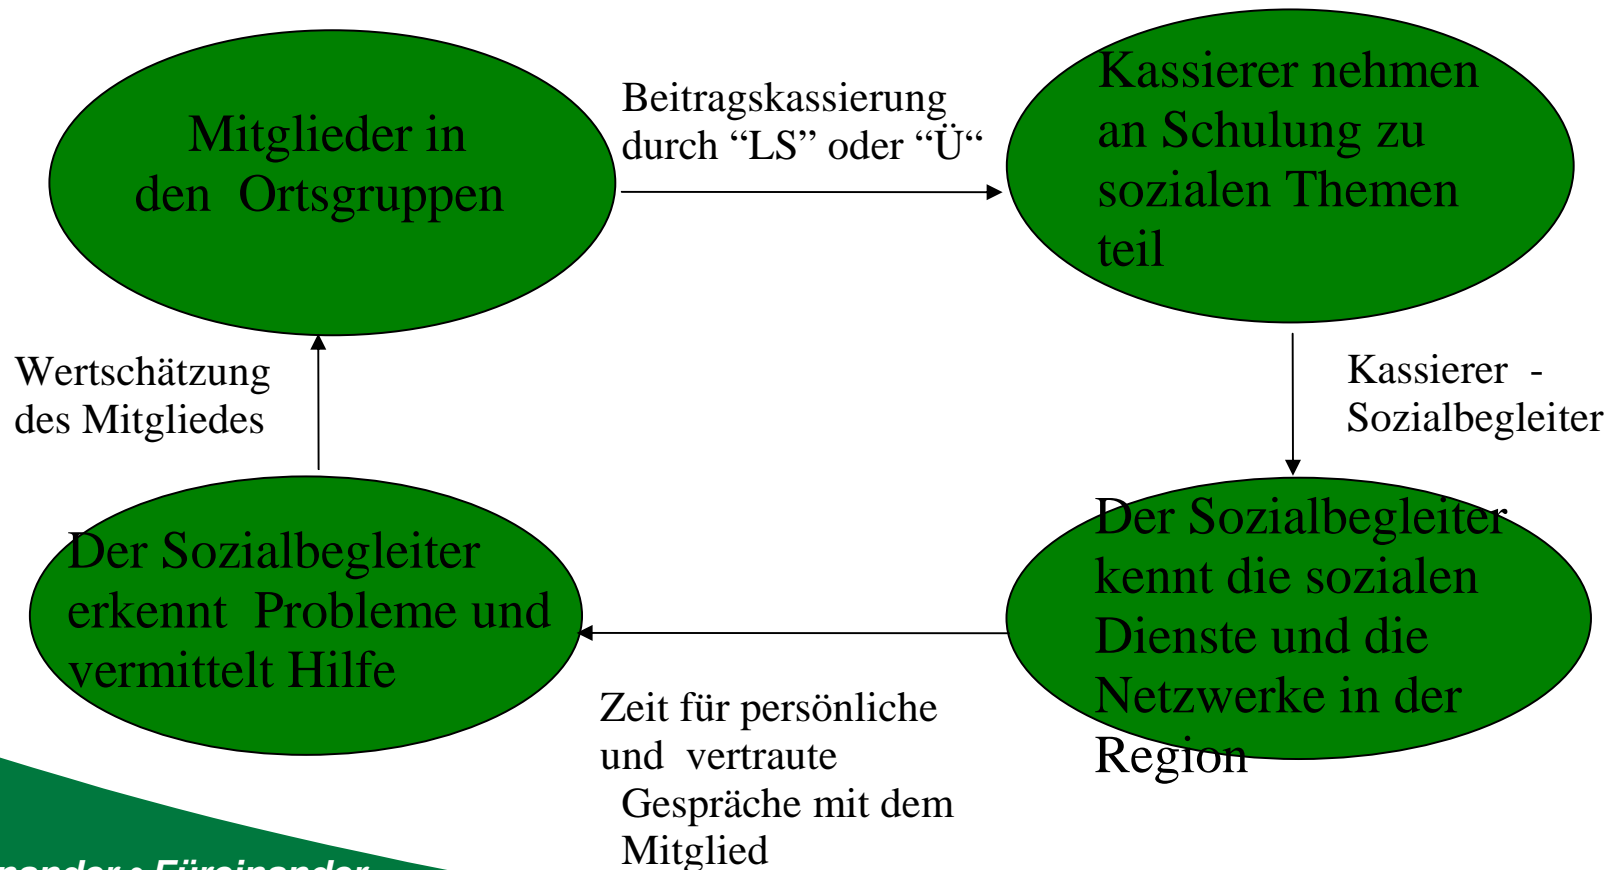 Mitglieder in
den Ortsgruppen
Beitragskassierung
durch “LS” oder “Ü“
Kassierer nehmen
an Schulung zu
sozialen Themen
teil
Wertschätzung
des Mitgliedes
Kassierer -
Sozialbegleiter
Der Sozialbegleiter
erkennt Probleme und
vermittelt Hilfe
Der Sozialbegleiter
kennt die sozialen
Dienste und die
Netzwerke in der
Region
Zeit für persönliche
und vertraute
Gespräche mit dem
Mitglied
• Füreinander